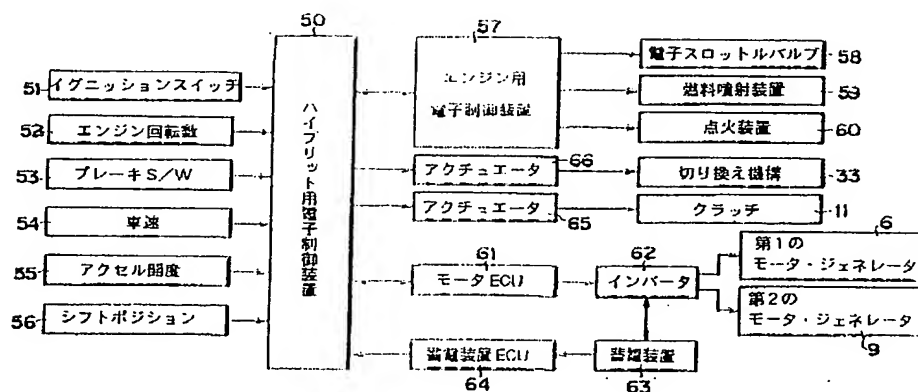 50
51
イグニッションスイッチ
52
エンジン回転数
53
ブレーキS/W
54
車速
55
アクセル開度
56
シフトポジション
ハイブリット用電子制御装置
57
エンジン用
電子制御装置
電子スロットルバルブ
58
燃料噴射装置
59
点火装置
60
アクチュエータ
66
切り換え機構
33
アクチュエータ
65
クラッチ
11
61
モータECU
62
インバータ
6
第1の
モータ・ジェネレータ
第2の
モータ・ジェネレータ
9
蓄電装置ECU
64
蓄電装置
63